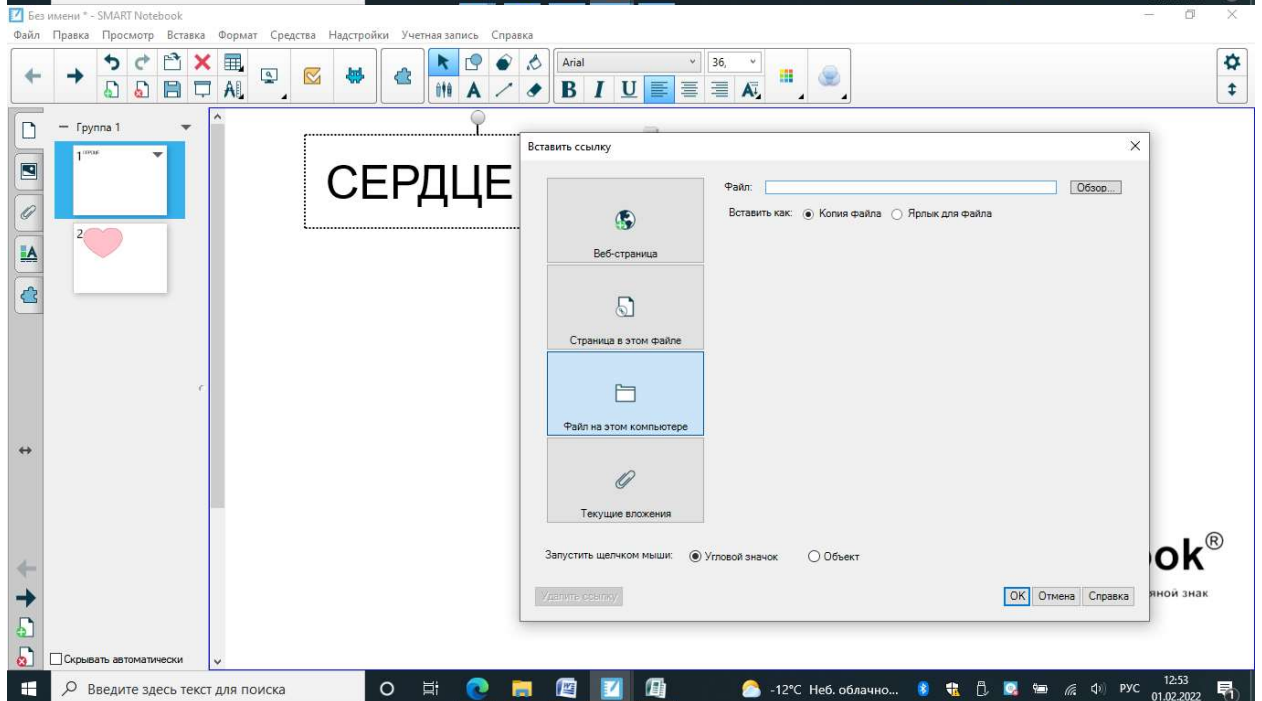 Без имени * - SMART Notebook
Файл Правка Просмотр Вставка Формат Средства Надстройки Учетная запись Справка
Arial 36,
A B I U
Группа 1
1
СЕРДЦЕ
2
СЕРДЦЕ
Вставить ссылку
Веб-страница
Страница в этом файле
Файл на этом компьютере
Текущие вложения
Файл: Обзор...
Вставить как: Копия файла Ярлык для файла
Запустить щелчком мыши: Угловой значок Объект
Удалить ссылку OK Отмена Справка
ok®
яной знак
Скрывать автоматически
Введите здесь текст для поиска
-12°C Неб. облачно... РУС 12:53
01.02.2022